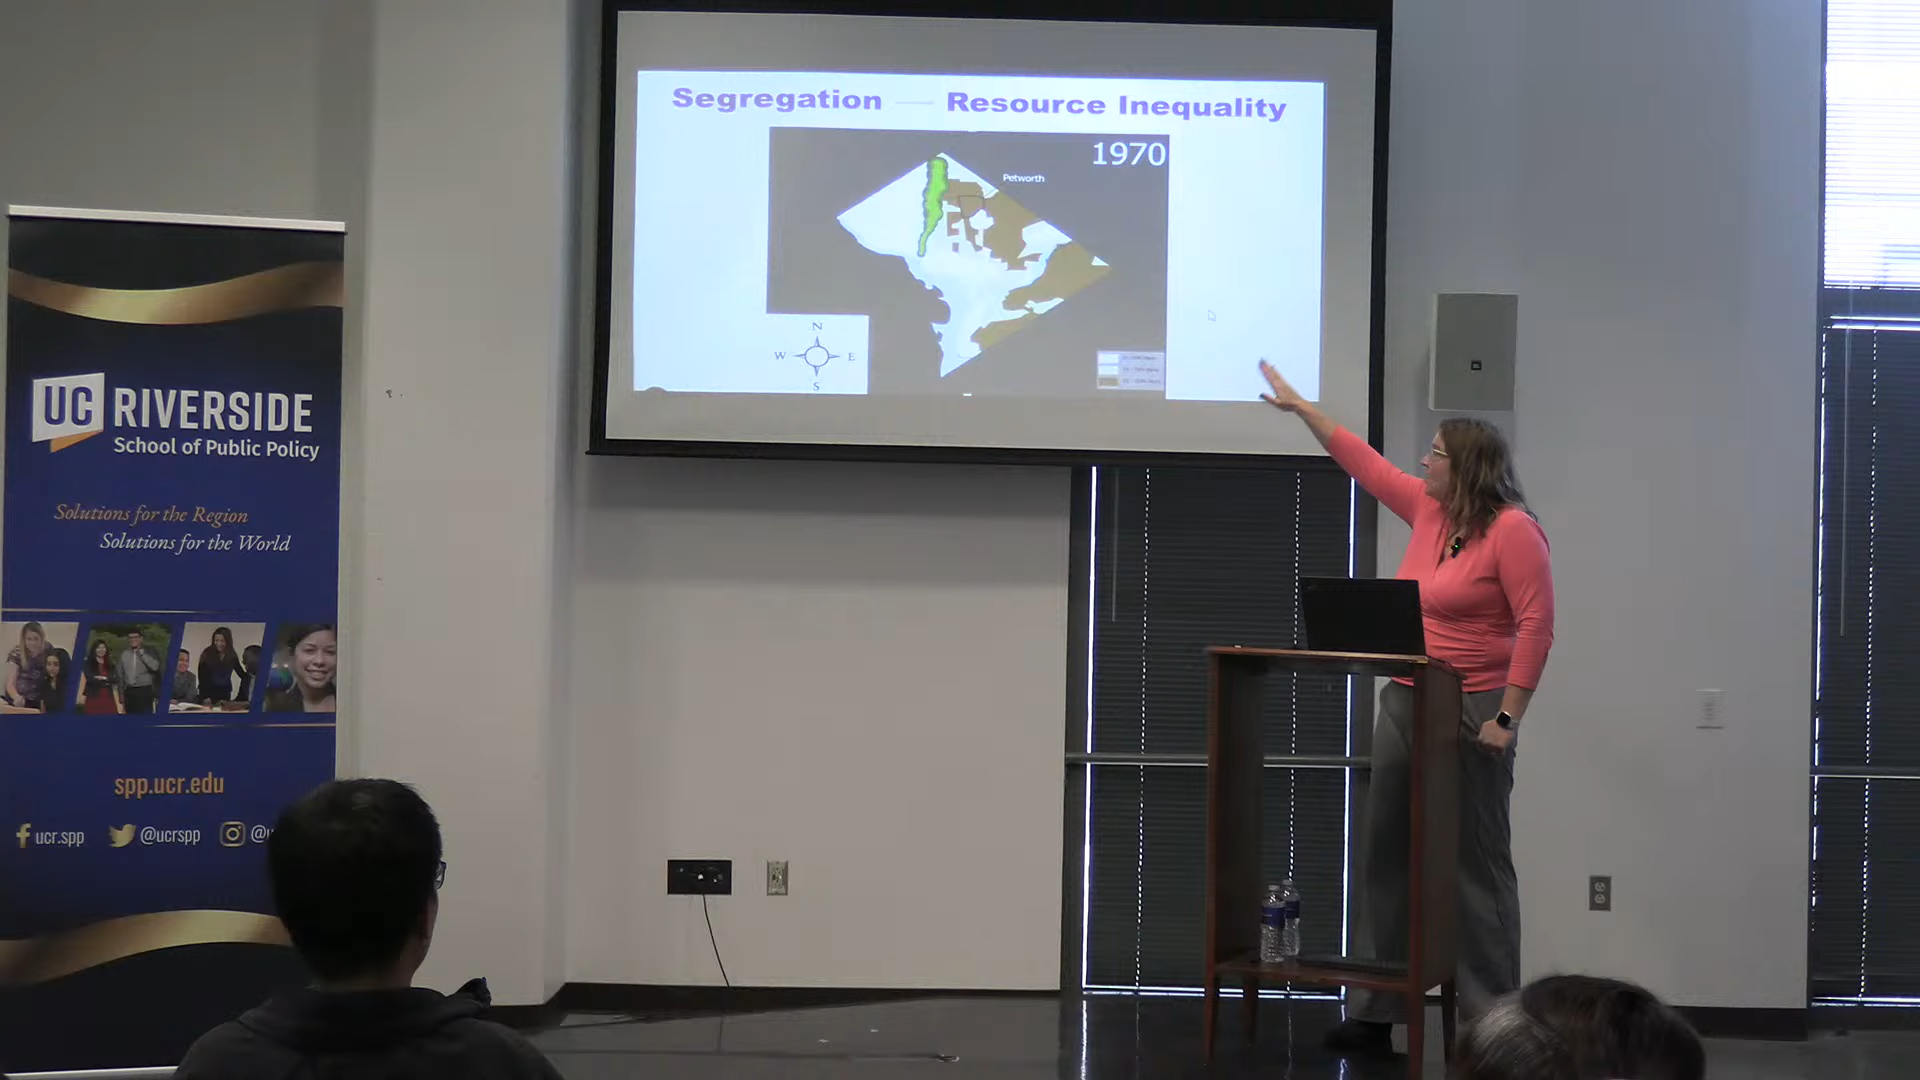 Segregation — Resource Inequality
1970
Petworth
N
W E
S
UC RIVERSIDE
School of Public Policy
Solutions for the Region
Solutions for the World
spp.ucr.edu
ucr.spp @ucrspp